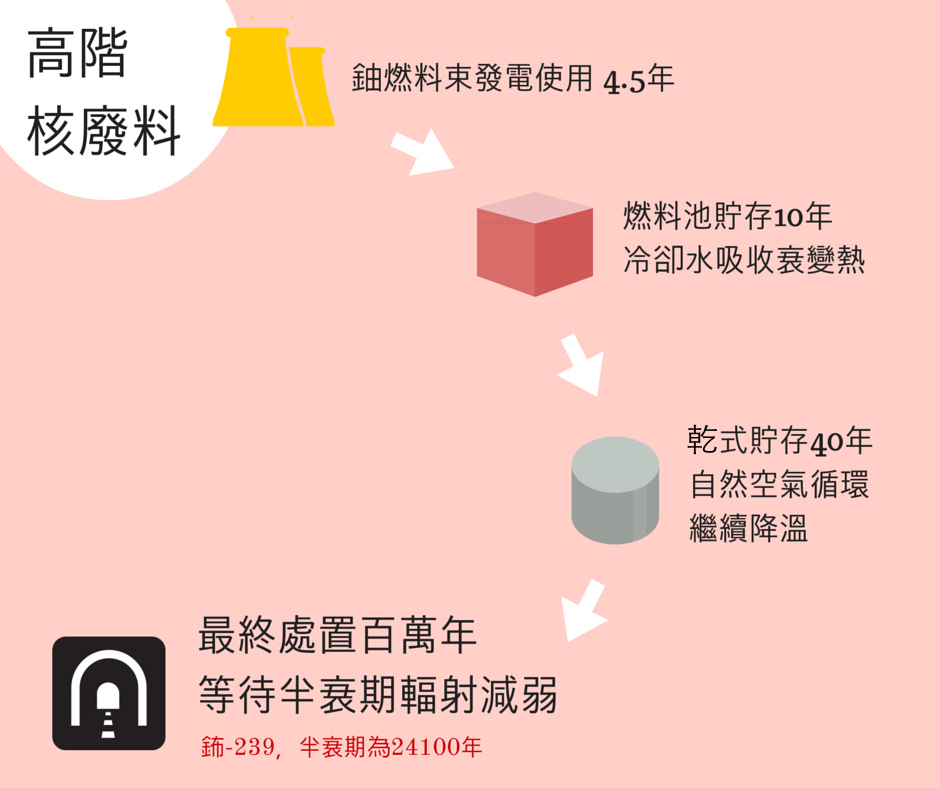 高階
核廢料
鈾燃料束發電使用 4.5年
燃料池貯存10年
冷卻水吸收衰變熱
乾式貯存40年
自然空氣循環
繼續降溫
最終處置百萬年
等待半衰期輻射減弱
鈽-239，半衰期為24100年